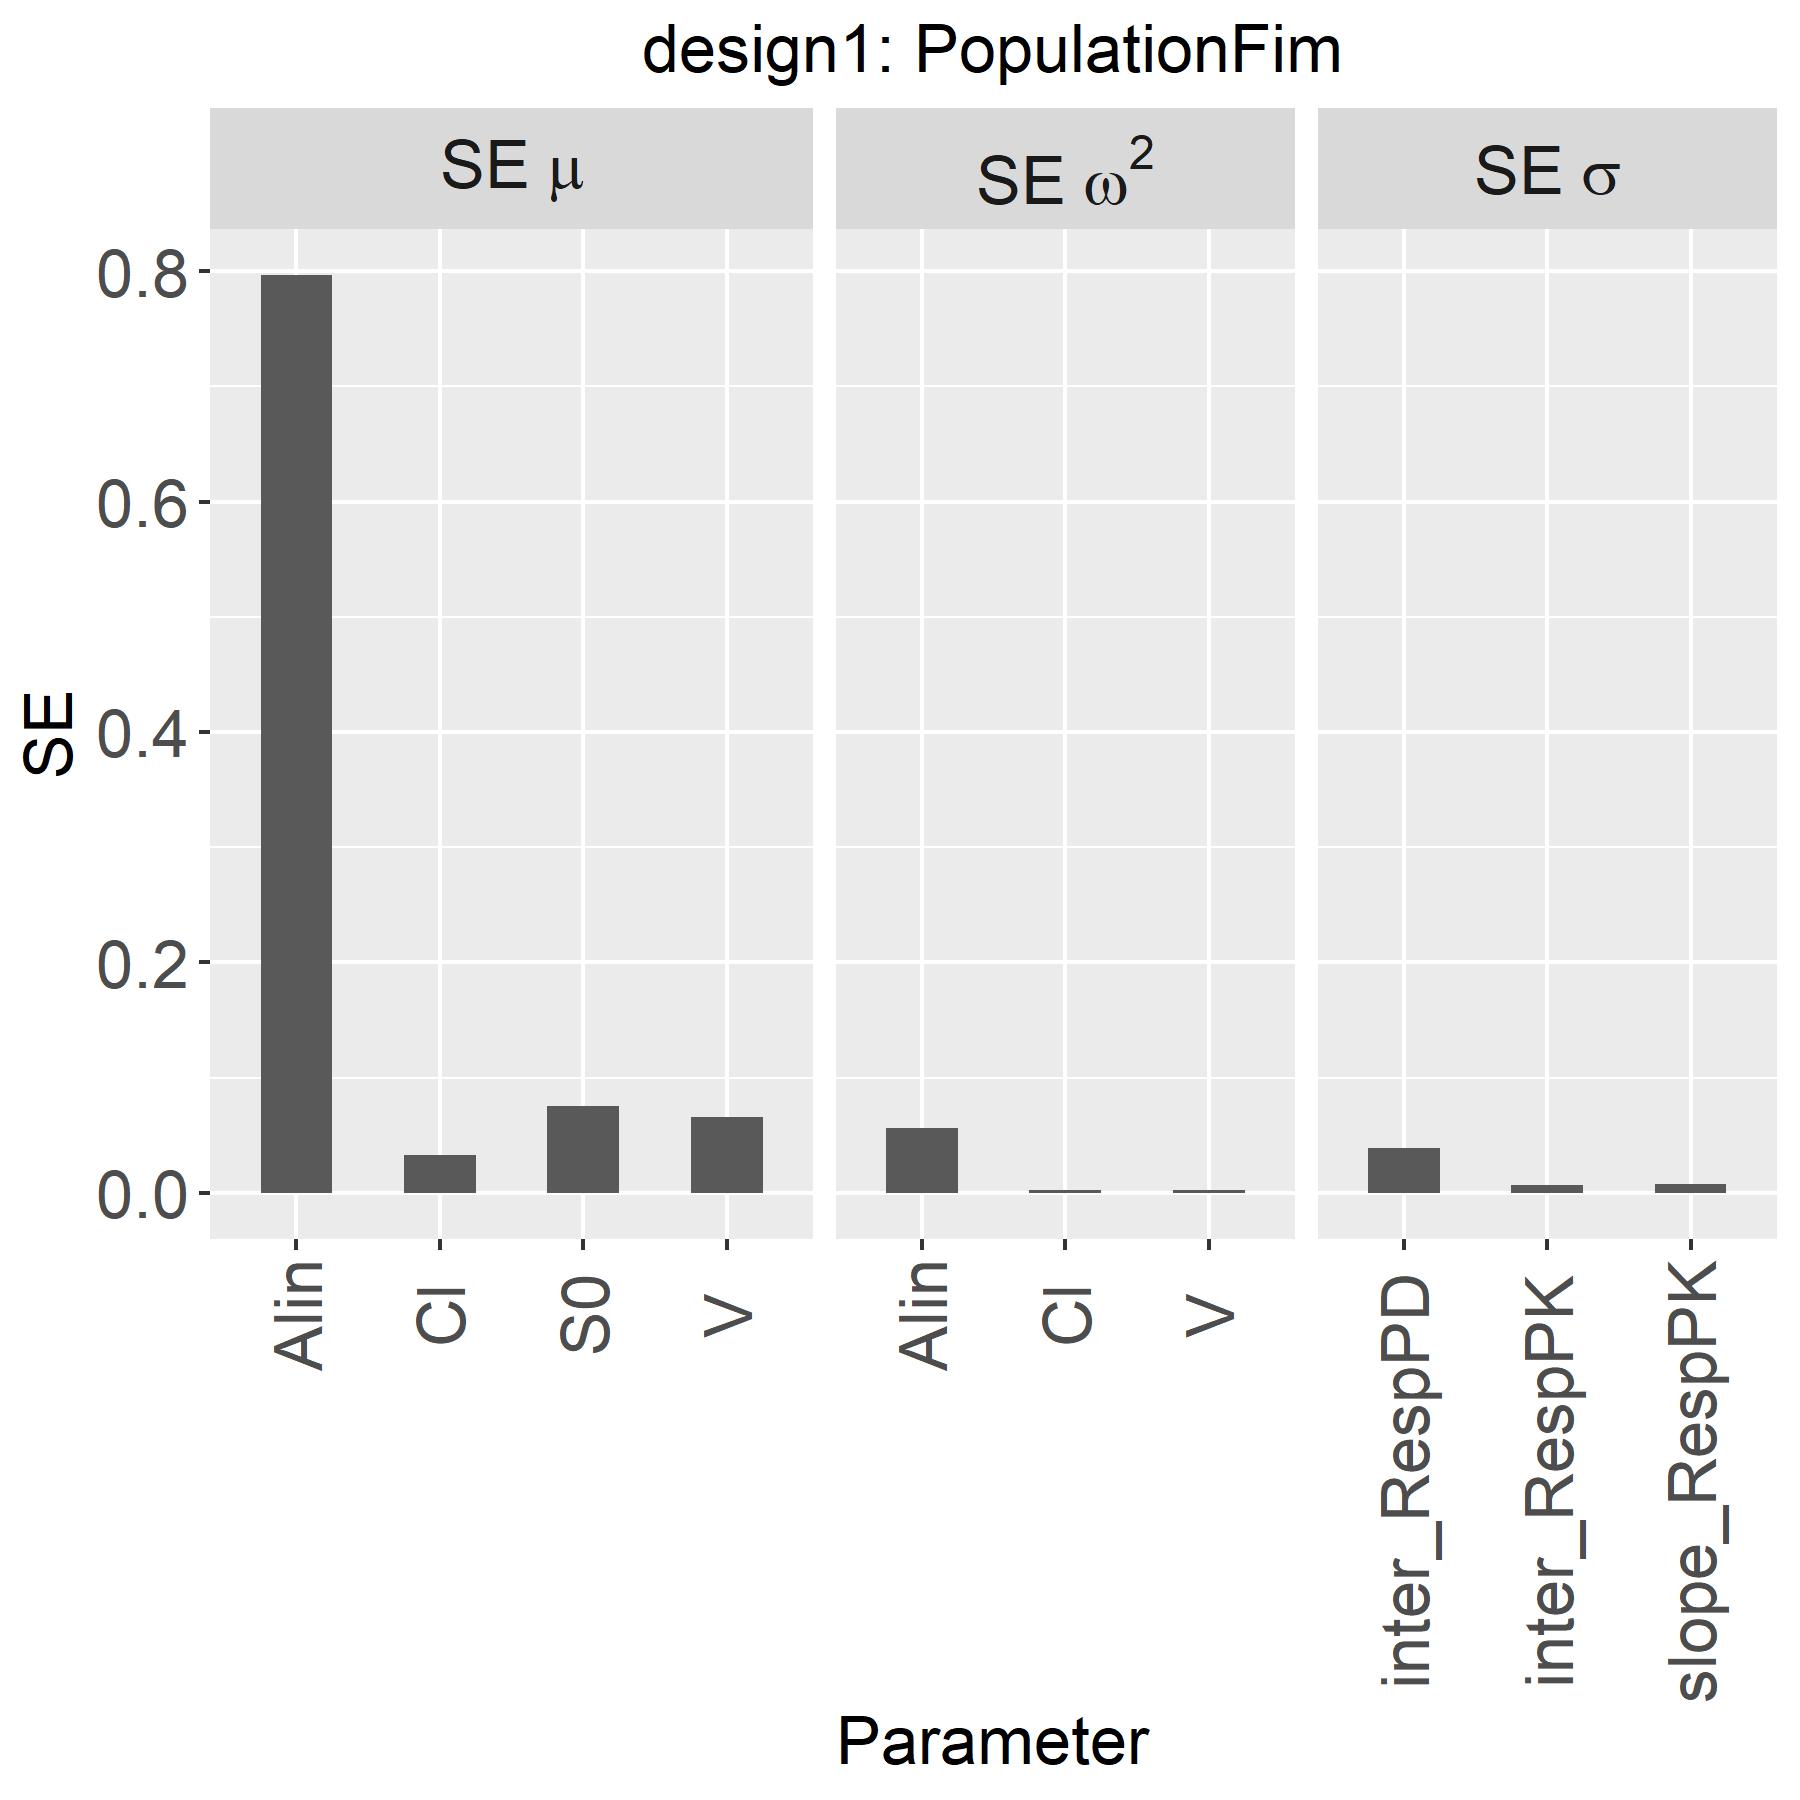 design1: PopulationFim
SE μ
SE ω²
SE σ
SE
0.8
0.6
0.4
0.2
0.0
Alin
Cl
S0
V
Alin
Cl
V
inter_RespPD
inter_RespPK
slope_RespPK
Parameter